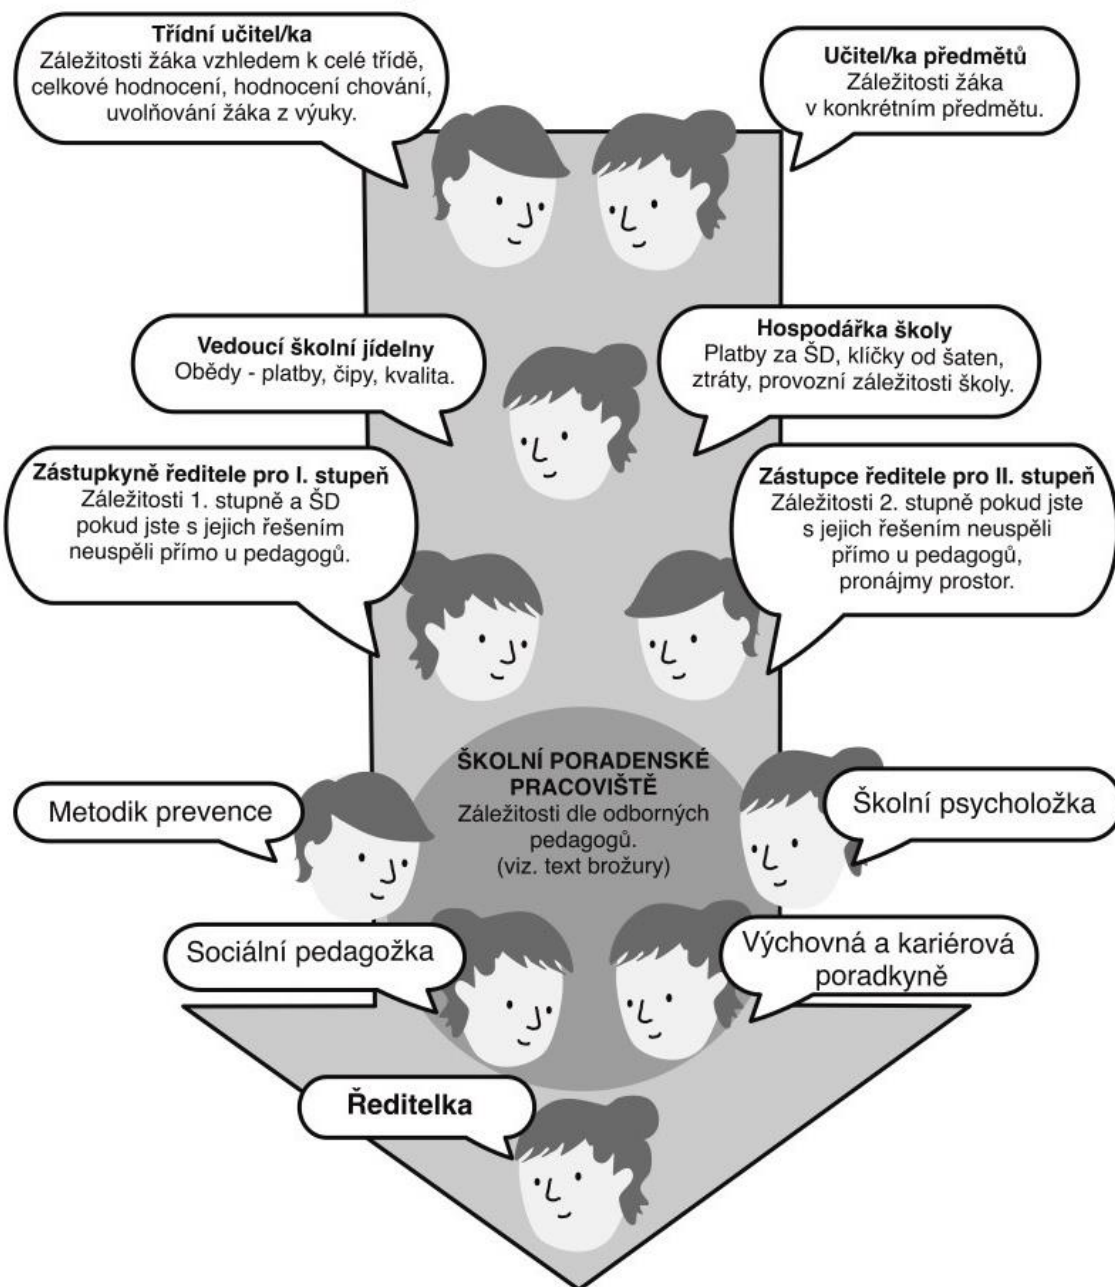 Třídní učitel/ka
Záležitosti žáka vzhledem k celé třídě,
celkové hodnocení, hodnocení chování,
uvolňování žáka z výuky.
Učitel/ka předmětů
Záležitosti žáka
v konkrétním předmětu.
Vedoucí školní jídelny
Obědy - platby, čipy, kvalita.
Hospodářka školy
Platby za ŠD, klíčky od šaten,
ztráty, provozní záležitosti školy.
Zástupkyně ředitele pro I. stupeň
Záležitosti 1. stupně a ŠD
pokud jste s jejich řešením
neuspěli přímo u pedagogů.
Zástupce ředitele pro II. stupeň
Záležitosti 2. stupně pokud jste
s jejich řešením neuspěli
přímo u pedagogů,
pronájmy prostor.
ŠKOLNÍ PORADENSKÉ
PRACOVIŠTĚ
Záležitosti dle odborných
pedagogů.
(viz. text brožury)
Metodik prevence
Školní psycholožka
Sociální pedagožka
Výchovná a kariérová
poradkyně
Ředitelka